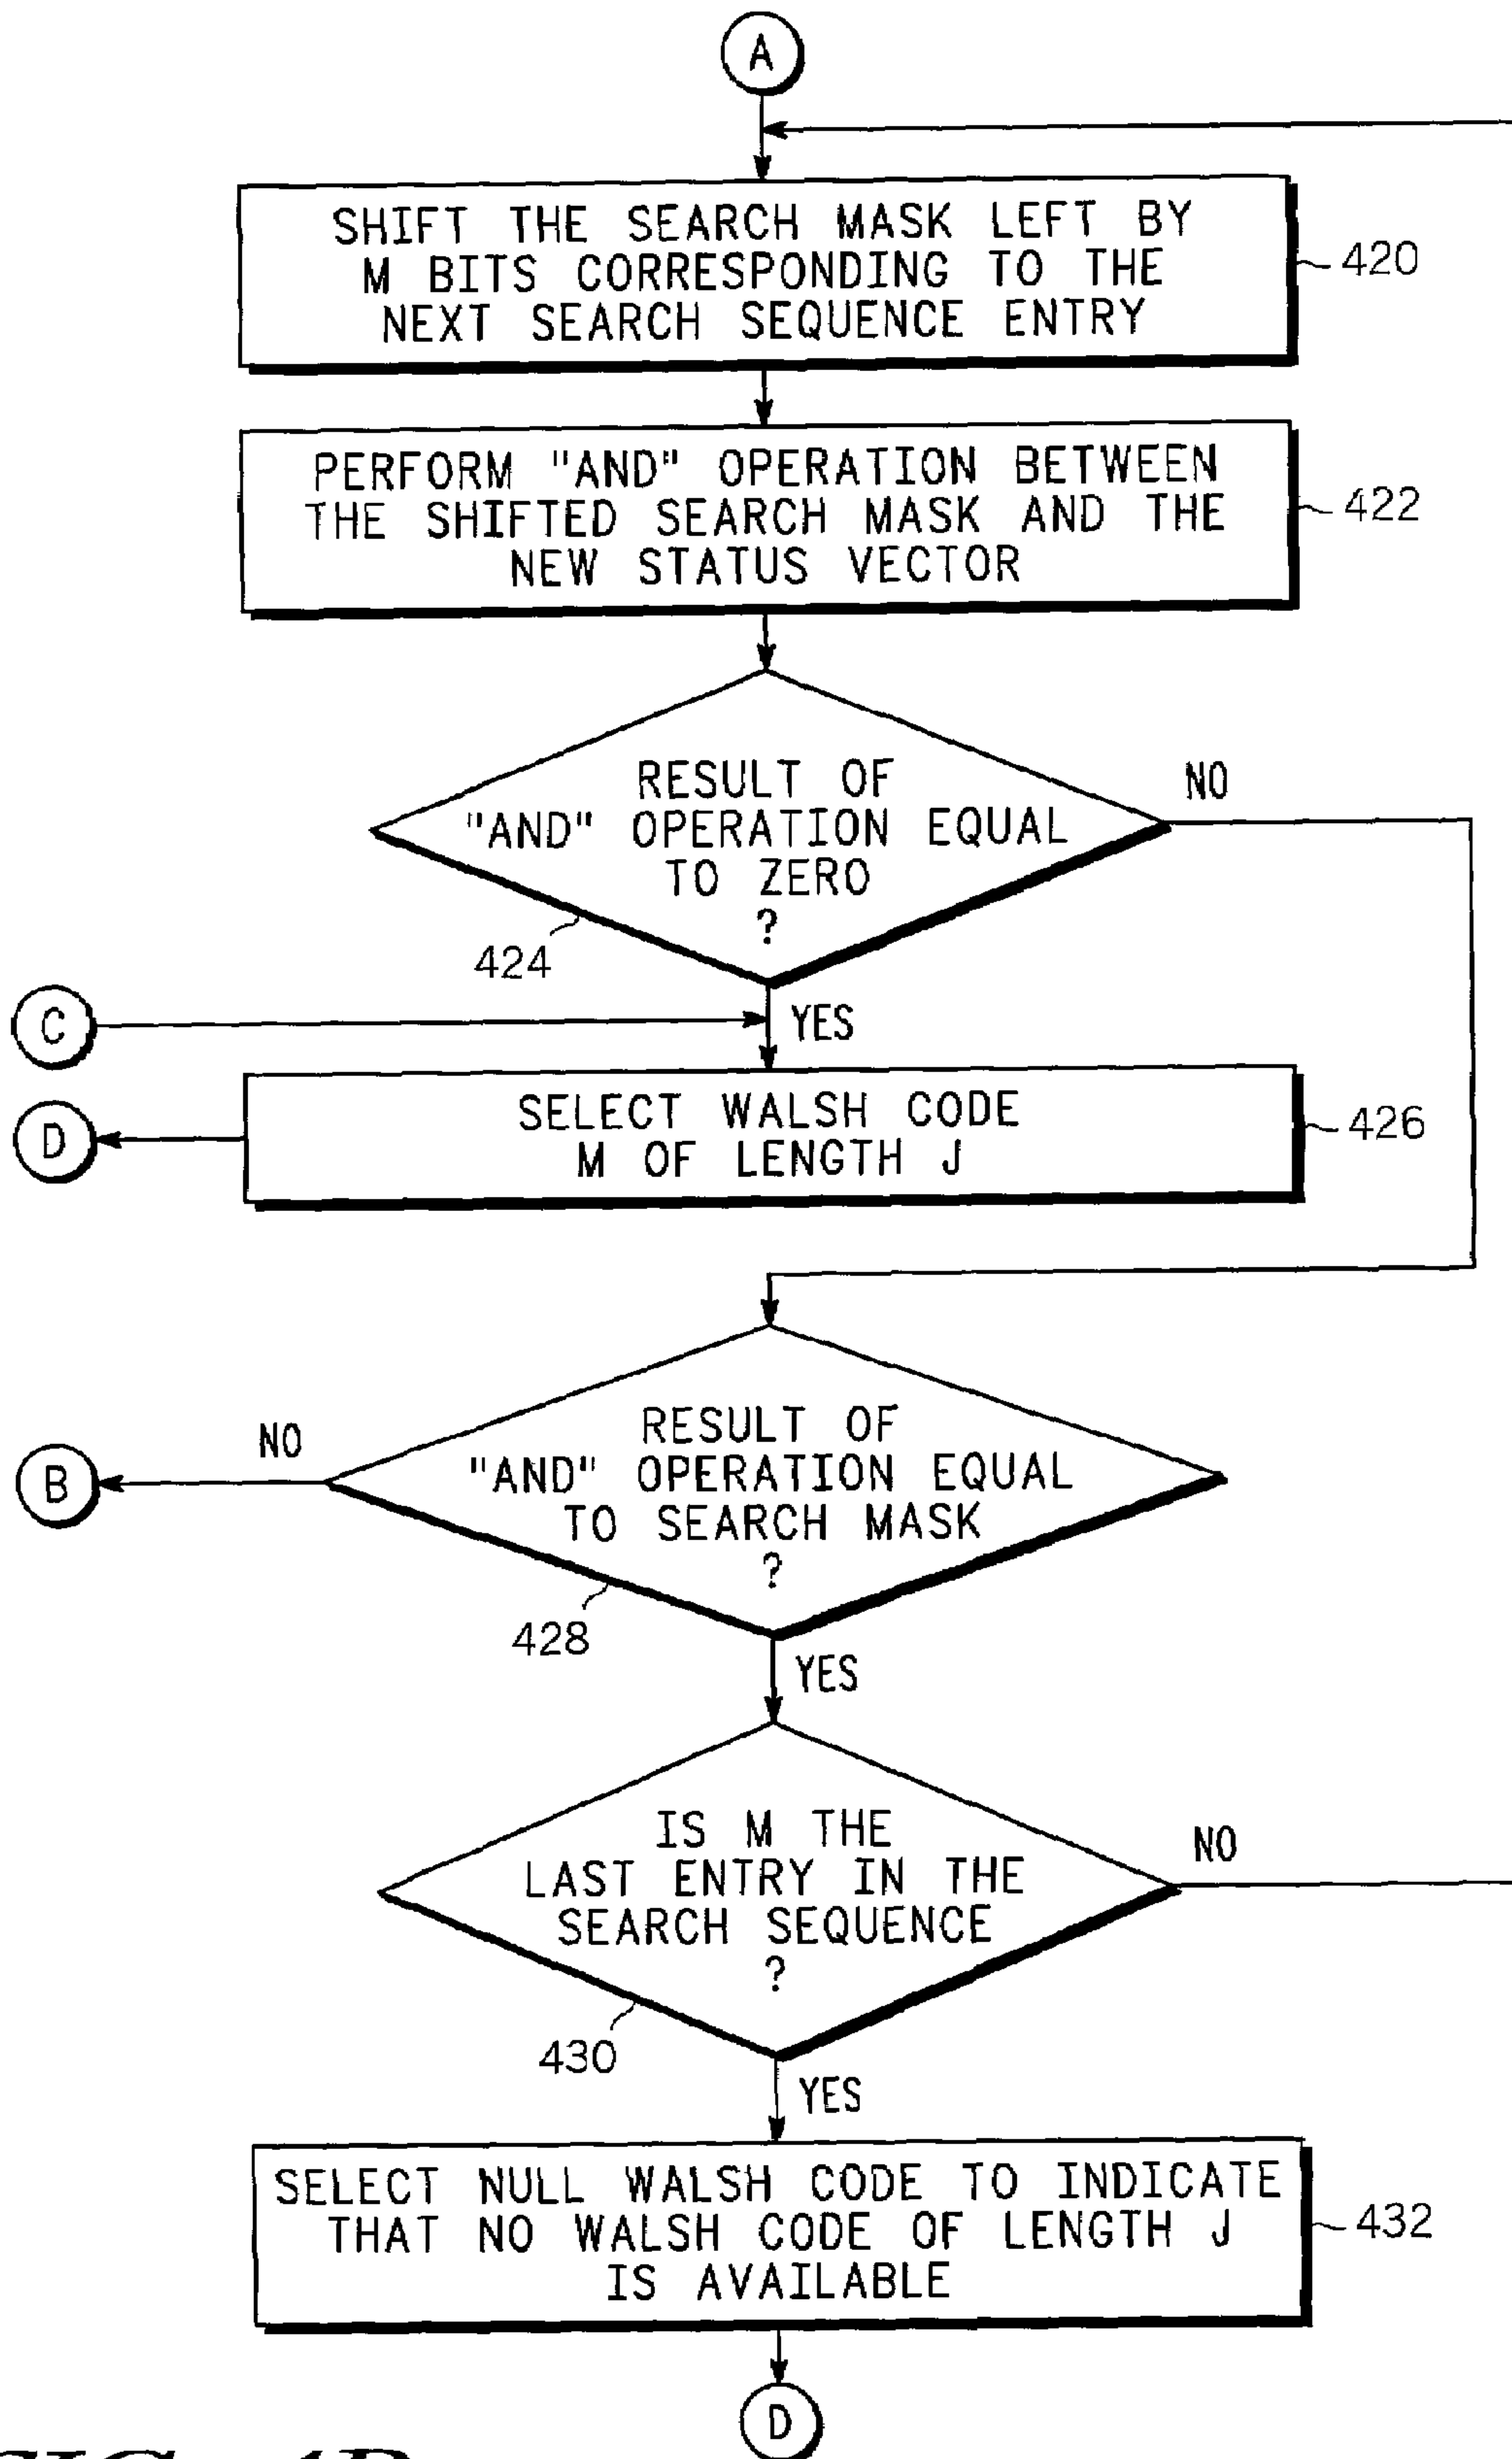 A
SHIFT THE SEARCH MASK LEFT BY
M BITS CORRESPONDING TO THE
NEXT SEARCH SEQUENCE ENTRY
420
PERFORM "AND" OPERATION BETWEEN
THE SHIFTED SEARCH MASK AND THE
NEW STATUS VECTOR
422
RESULT OF
"AND" OPERATION EQUAL
TO ZERO
?
NO
424
C
YES
SELECT WALSH CODE
M OF LENGTH J
426
D
RESULT OF
"AND" OPERATION EQUAL
TO SEARCH MASK
?
NO
B
428
YES
IS M THE
LAST ENTRY IN THE
SEARCH SEQUENCE
?
NO
430
YES
SELECT NULL WALSH CODE TO INDICATE
THAT NO WALSH CODE OF LENGTH J
IS AVAILABLE
432
D